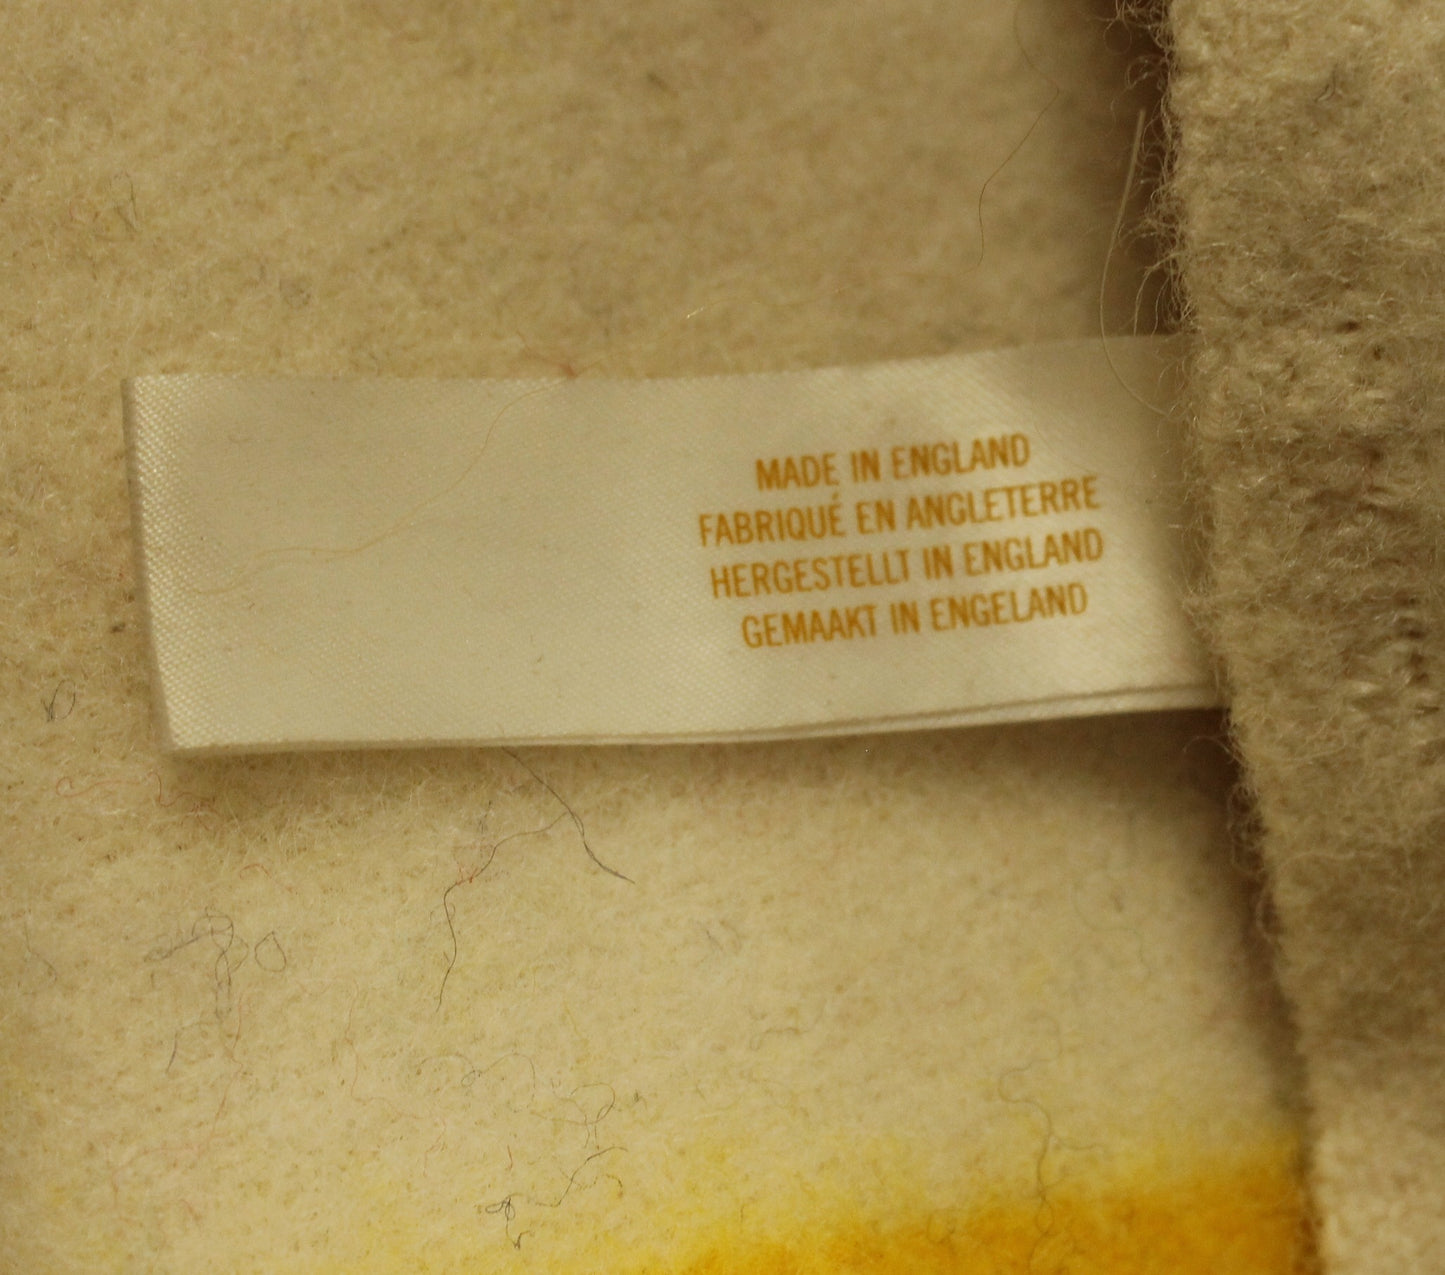 MADE IN ENGLAND
FABRIQUÉ EN ANGLETERRE
HERGESTELLT IN ENGLAND
GEMAAKT IN ENGELAND